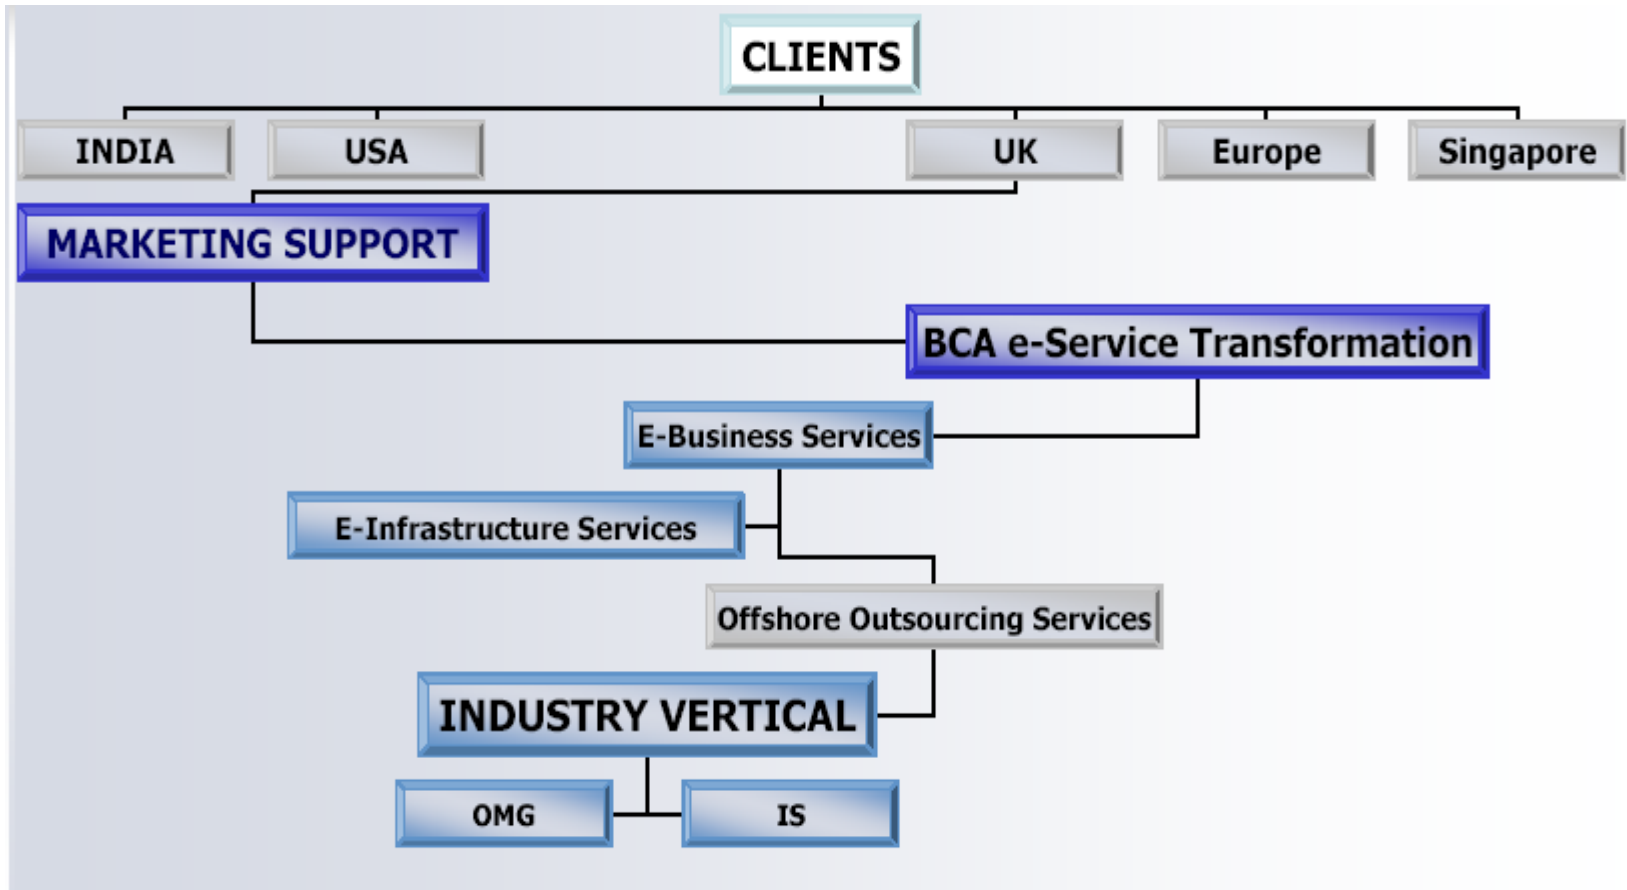 CLIENTS
INDIA
USA
UK
Europe
Singapore
MARKETING SUPPORT
BCA e-Service Transformation
E-Business Services
E-Infrastructure Services
Offshore Outsourcing Services
INDUSTRY VERTICAL
OMG
IS